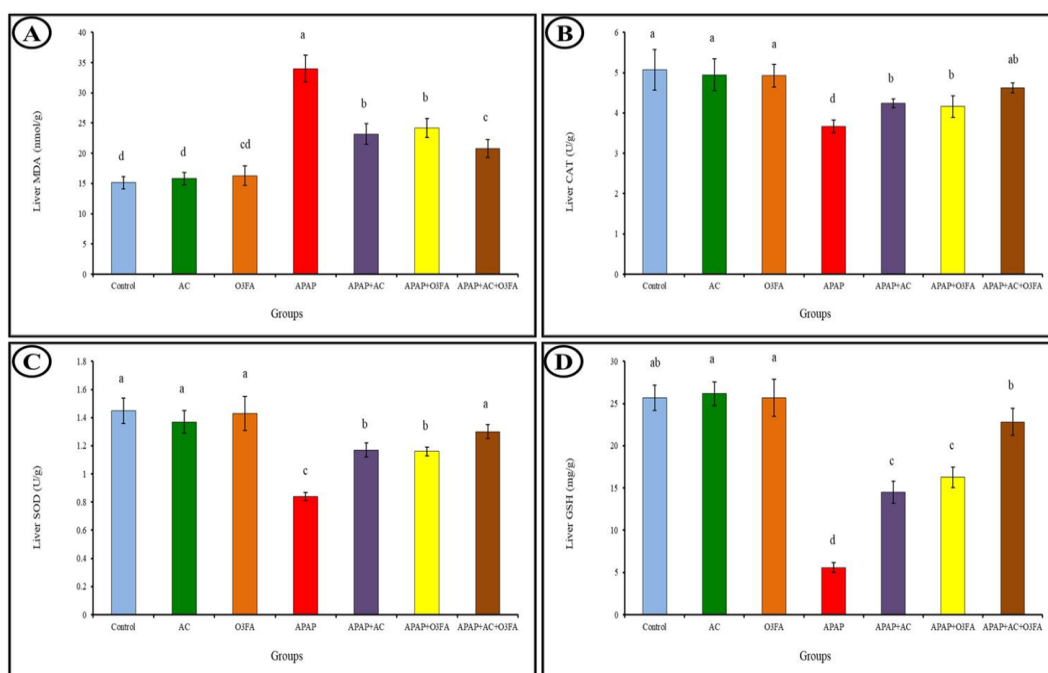 A
Liver MDA (nmol/g)
40
35
30
25
20
15
10
5
0
d
d
cd
a
b
b
c
Control
AC
O3FA
APAP
APAP+AC
APAP+O3FA
APAP+AC+O3FA
Groups
B
Liver CAT (U/g)
6
5
4
3
2
1
0
a
a
a
d
b
b
ab
Control
AC
O3FA
APAP
APAP+AC
APAP+O3FA
APAP+AC+O3FA
Groups
C
Liver SOD (U/g)
1.8
1.6
1.4
1.2
1
0.8
0.6
0.4
0.2
0
a
a
a
c
b
b
a
Control
AC
O3FA
APAP
APAP+AC
APAP+O3FA
APAP+AC+O3FA
Groups
D
Liver GSH (mg/g)
30
25
20
15
10
5
0
ab
a
a
d
c
c
b
Control
AC
O3FA
APAP
APAP+AC
APAP+O3FA
APAP+AC+O3FA
Groups